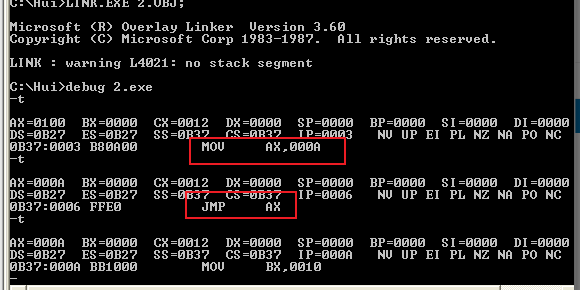 C:\Hui>LINK.EXE 2.OBJ;
Microsoft (R) Overlay Linker  Version 3.60
Copyright (C) Microsoft Corp 1983-1987.  All rights reserved.
LINK : warning L4021: no stack segment
C:\Hui>debug 2.exe
-t
AX=0100  BX=0000  CX=0012  DX=0000  SP=0000  BP=0000  SI=0000  DI=0000
DS=0B27  ES=0B27  SS=0B37  CS=0B37  IP=0003   NV UP EI PL NZ NA PO NC
0B37:0003 B80A00        MOV     AX,000A
-t
AX=000A  BX=0000  CX=0012  DX=0000  SP=0000  BP=0000  SI=0000  DI=0000
DS=0B27  ES=0B27  SS=0B37  CS=0B37  IP=0006   NV UP EI PL NZ NA PO NC
0B37:0006 FFE0          JMP     AX
-t
AX=000A  BX=0000  CX=0012  DX=0000  SP=0000  BP=0000  SI=0000  DI=0000
DS=0B27  ES=0B27  SS=0B37  CS=0B37  IP=000A   NV UP EI PL NZ NA PO NC
0B37:000A BB1000        MOV     BX,0010
-